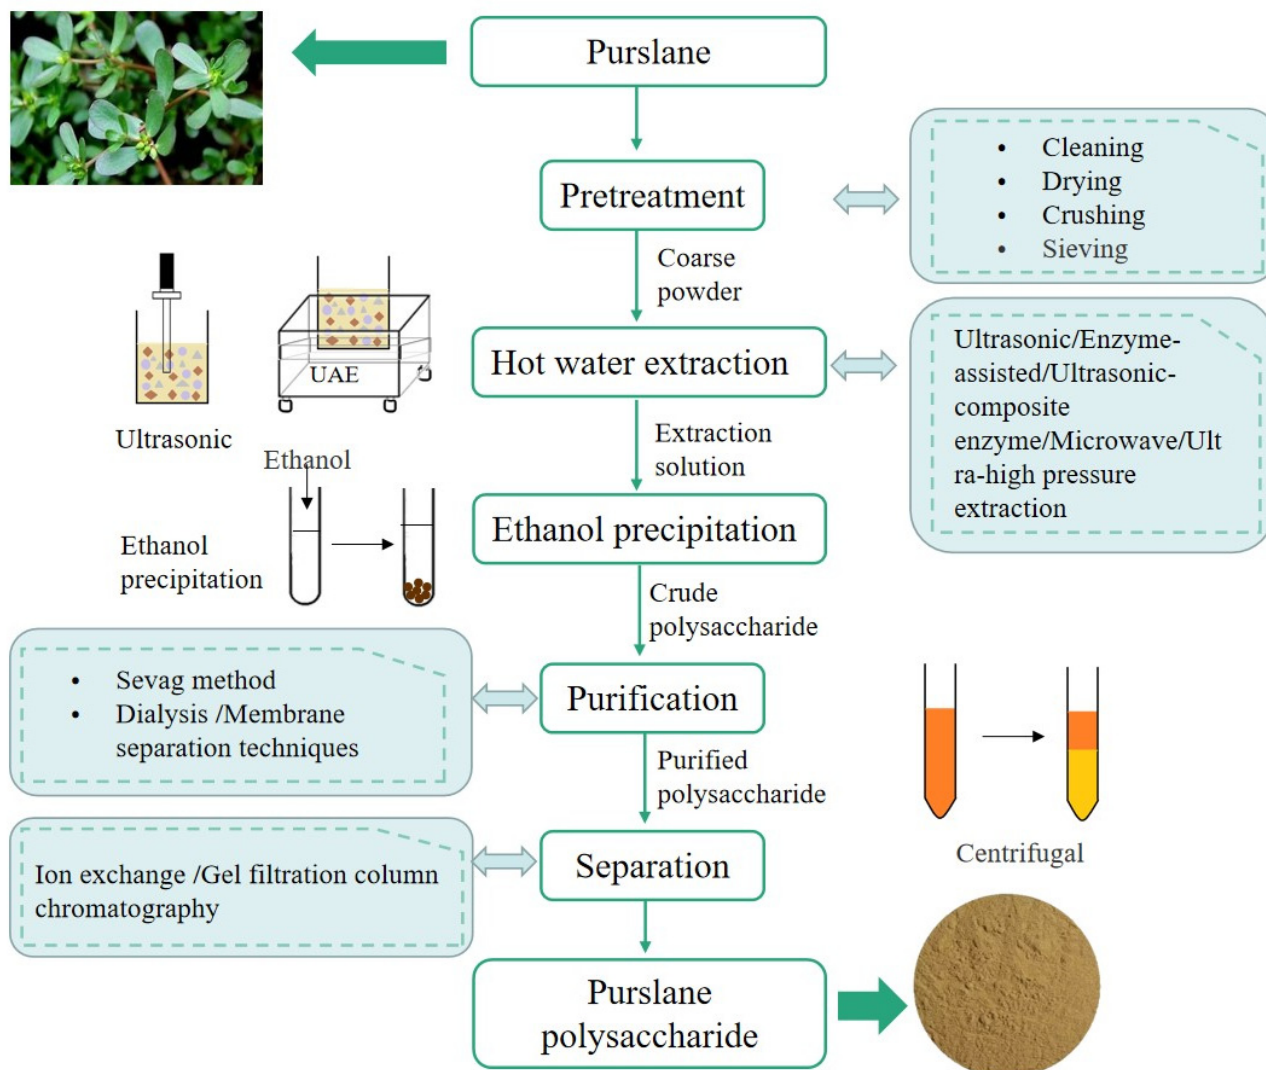 Purslane
Pretreatment
• Cleaning
• Drying
• Crushing
• Sieving
Coarse
powder
Hot water extraction
Ultrasonic/Enzyme-
assisted/Ultrasonic-
composite
enzyme/Microwave/Ult
ra-high pressure
extraction
UAE
Ultrasonic
Extraction
solution
Ethanol
Ethanol precipitation
Ethanol
precipitation
Crude
polysaccharide
• Sevag method
• Dialysis /Membrane
separation techniques
Purification
Purified
polysaccharide
Centrifugal
Ion exchange /Gel filtration column
chromatography
Separation
Purslane
polysaccharide